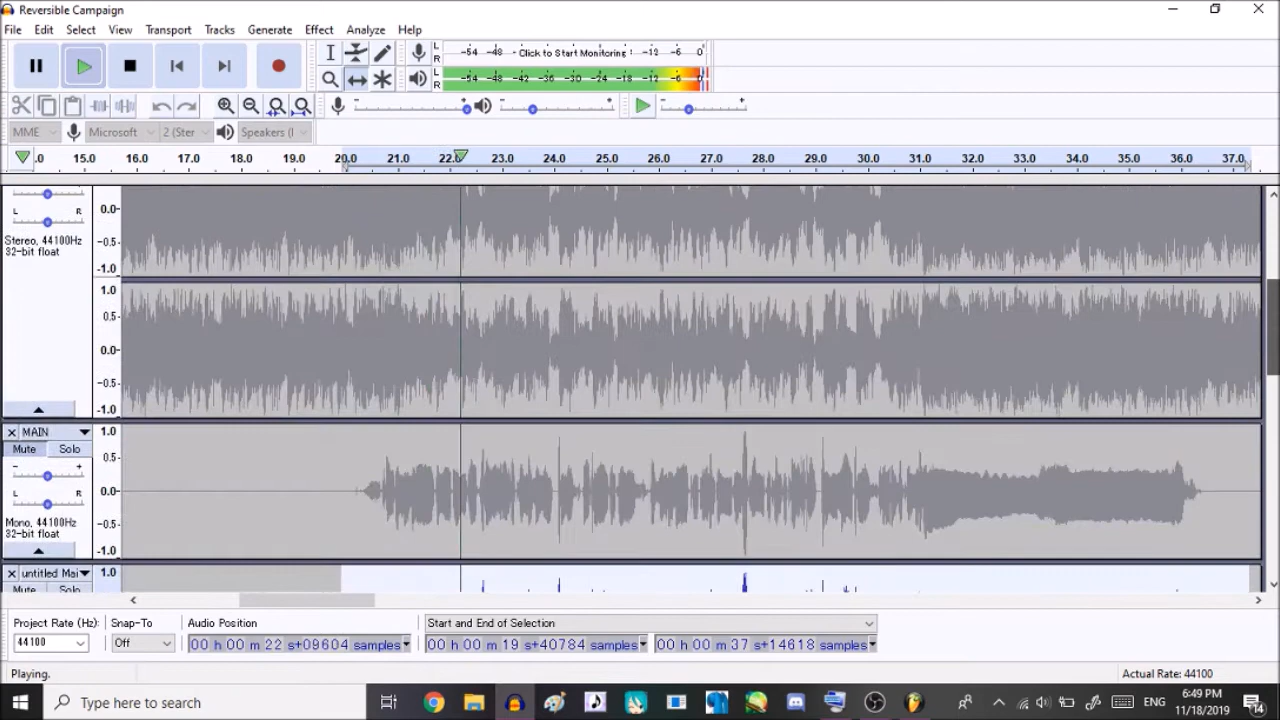 Reversible Campaign
File Edit Select View Transport Tracks Generate Effect Analyze Help
L R -54 -48 - Click to Start Monitoring -12 -6 0
L R -54 -48 -42 -36 -30 -24 -18 -12 -6 0
- + - + - +
MME Microsoft 2 (Ster Speakers (
.0 15.0 16.0 17.0 18.0 19.0 20.0 21.0 22.0 23.0 24.0 25.0 26.0 27.0 28.0 29.0 30.0 31.0 32.0 33.0 34.0 35.0 36.0 37.0
L R 0.0
Stereo, 44100Hz -0.5
32-bit float -1.0
1.0
0.5
0.0
-0.5
-1.0
× MAIN 1.0
Mute Solo
- + 0.5
L R 0.0
Mono, 44100Hz -0.5
32-bit float -1.0
× untitled Mai 1.0
Mute Solo
Project Rate (Hz): Snap-To Audio Position Start and End of Selection
44100 Off 00 h 00 m 22 s+09604 samples 00 h 00 m 19 s+40784 samples 00 h 00 m 37 s+14618 samples
Playing. Actual Rate: 44100
Type here to search ENG 6:49 PM
11/18/2019 14